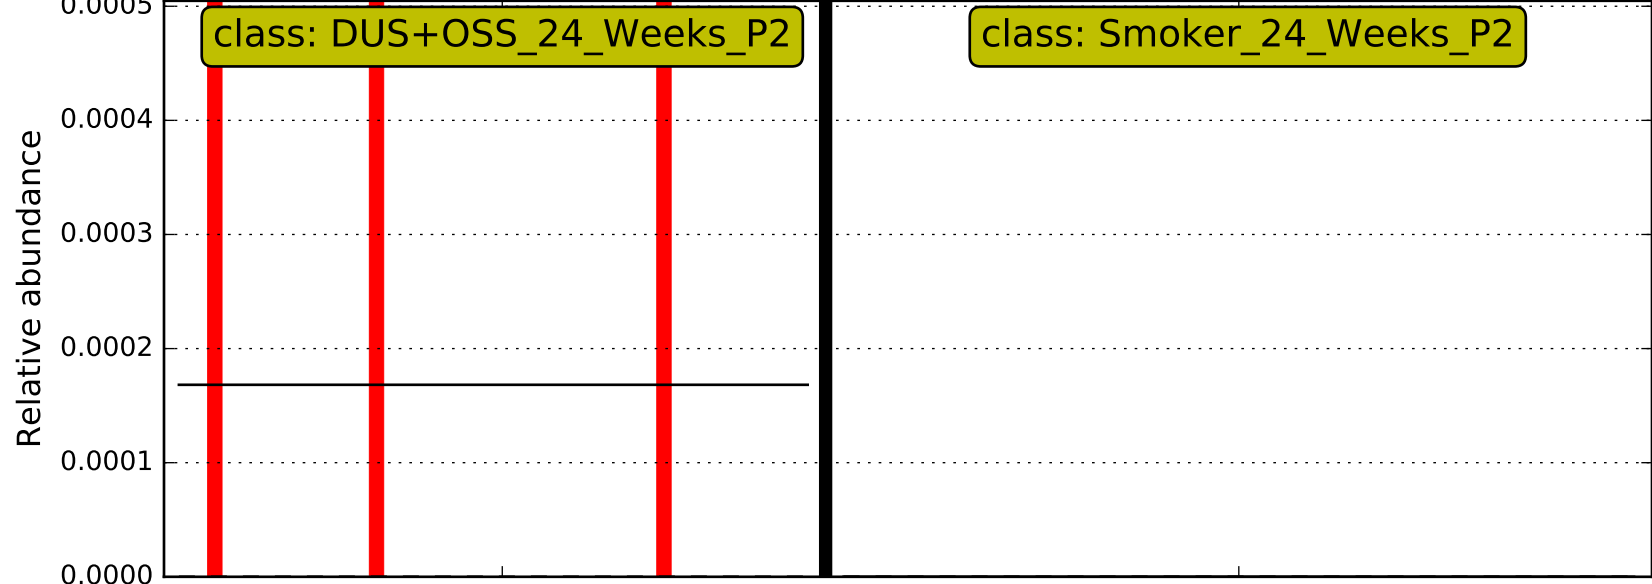 0.0005
class: DUS+OSS_24_Weeks_P2
class: Smoker_24_Weeks_P2
0.0004
0.0003
0.0002
0.0001
0.0000
Relative abundance